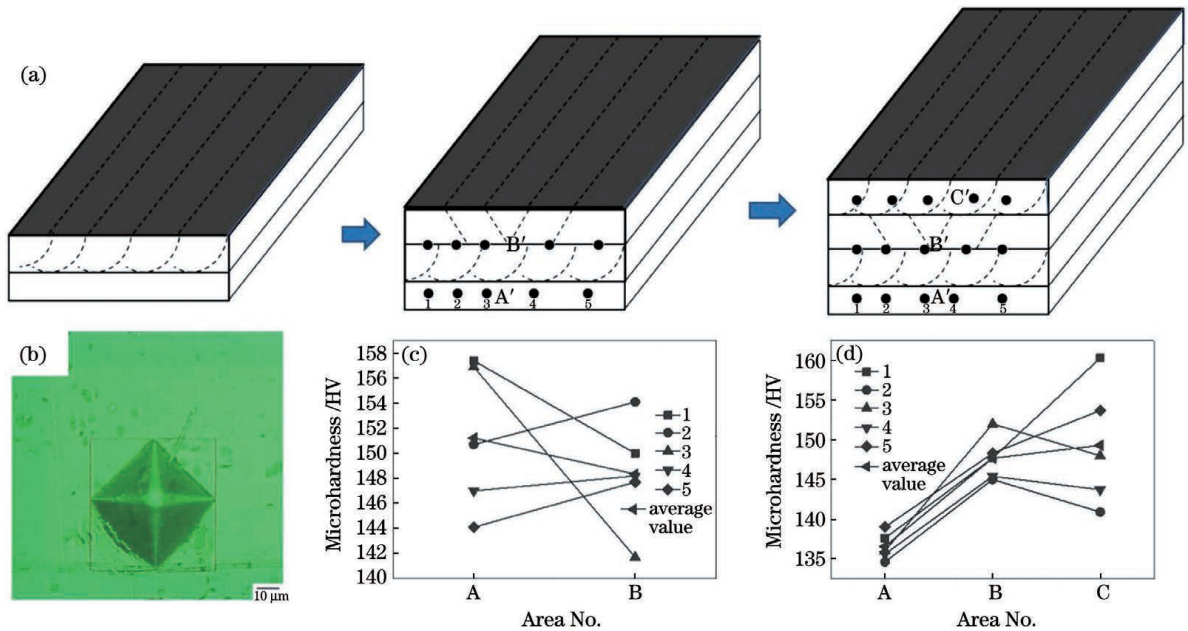 (a)
B′
A′
1 2 3 4 5
C′
B′
A′
1 2 3 4 5
(b)
10 μm
(c)
Microhardness /HV
158
156
154
152
150
148
146
144
142
140
1
2
3
4
5
average
value
A B
Area No.
(d)
Microhardness /HV
160
155
150
145
140
135
1
2
3
4
5
average
value
A B C
Area No.